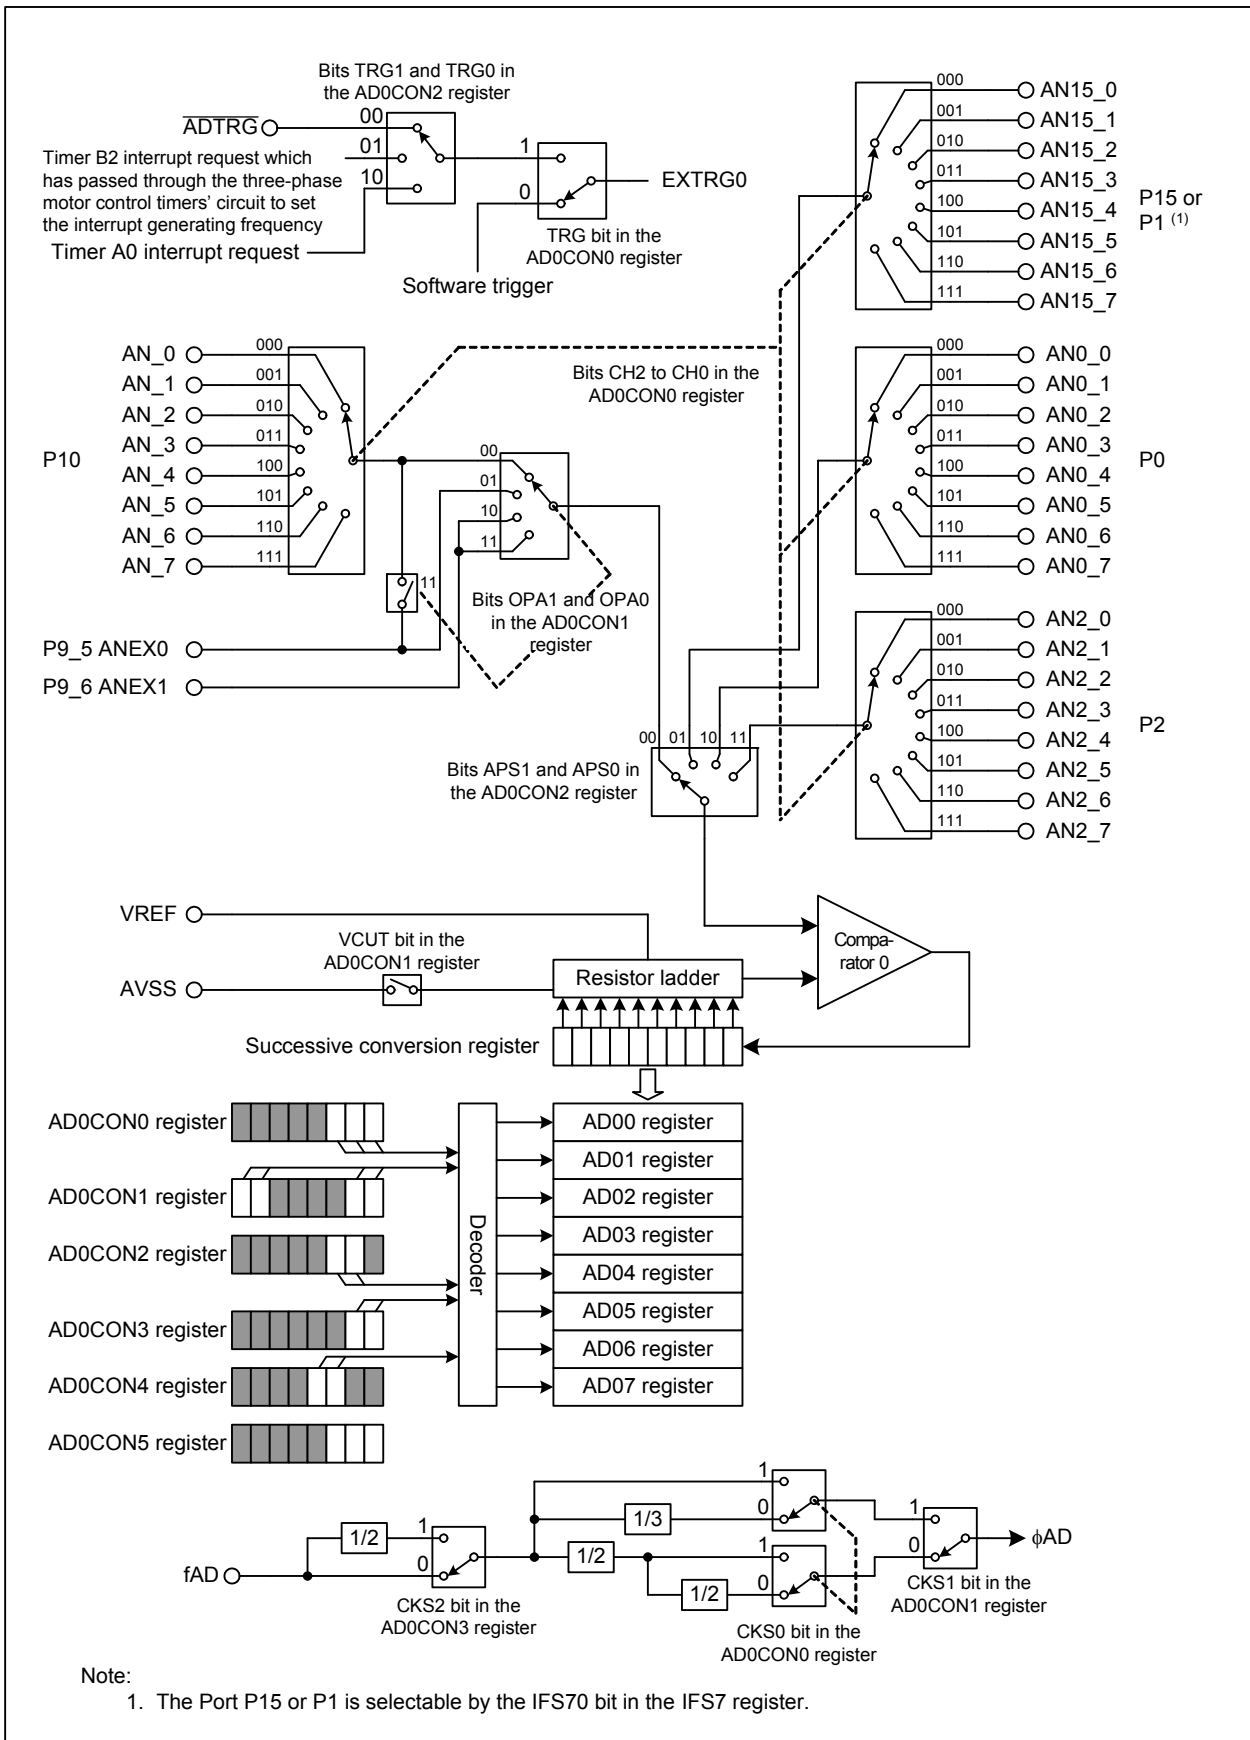 Bits TRG1 and TRG0 in
the AD0CON2 register
ADTRG
00
01
10
Timer B2 interrupt request which
has passed through the three-phase
motor control timers' circuit to set
the interrupt generating frequency
Timer A0 interrupt request
1
0
EXTRG0
TRG bit in the
AD0CON0 register
Software trigger
000
AN15_0
001
AN15_1
010
AN15_2
011
AN15_3
100
AN15_4
101
AN15_5
110
AN15_6
111
AN15_7
P15 or
P1 (1)
P10
AN_0
000
AN_1
001
AN_2
010
AN_3
011
AN_4
100
AN_5
101
AN_6
110
AN_7
111
Bits CH2 to CH0 in the
AD0CON0 register
000
AN0_0
001
AN0_1
010
AN0_2
011
AN0_3
100
AN0_4
101
AN0_5
110
AN0_6
111
AN0_7
P0
00
01
10
11
11
Bits OPA1 and OPA0
in the AD0CON1
register
P9_5 ANEX0
P9_6 ANEX1
000
AN2_0
001
AN2_1
010
AN2_2
011
AN2_3
100
AN2_4
101
AN2_5
110
AN2_6
111
AN2_7
P2
00
01
10
11
Bits APS1 and APS0 in
the AD0CON2 register
VREF
VCUT bit in the
AD0CON1 register
AVSS
Resistor ladder
Compa-
rator 0
Successive conversion register
AD0CON0 register
AD0CON1 register
AD0CON2 register
AD0CON3 register
AD0CON4 register
AD0CON5 register
Decoder
AD00 register
AD01 register
AD02 register
AD03 register
AD04 register
AD05 register
AD06 register
AD07 register
fAD
1/2
1
0
CKS2 bit in the
AD0CON3 register
1/3
1
0
1/2
1/2
1
0
CKS0 bit in the
AD0CON0 register
1
0
CKS1 bit in the
AD0CON1 register
ϕAD
Note:
1. The Port P15 or P1 is selectable by the IFS70 bit in the IFS7 register.